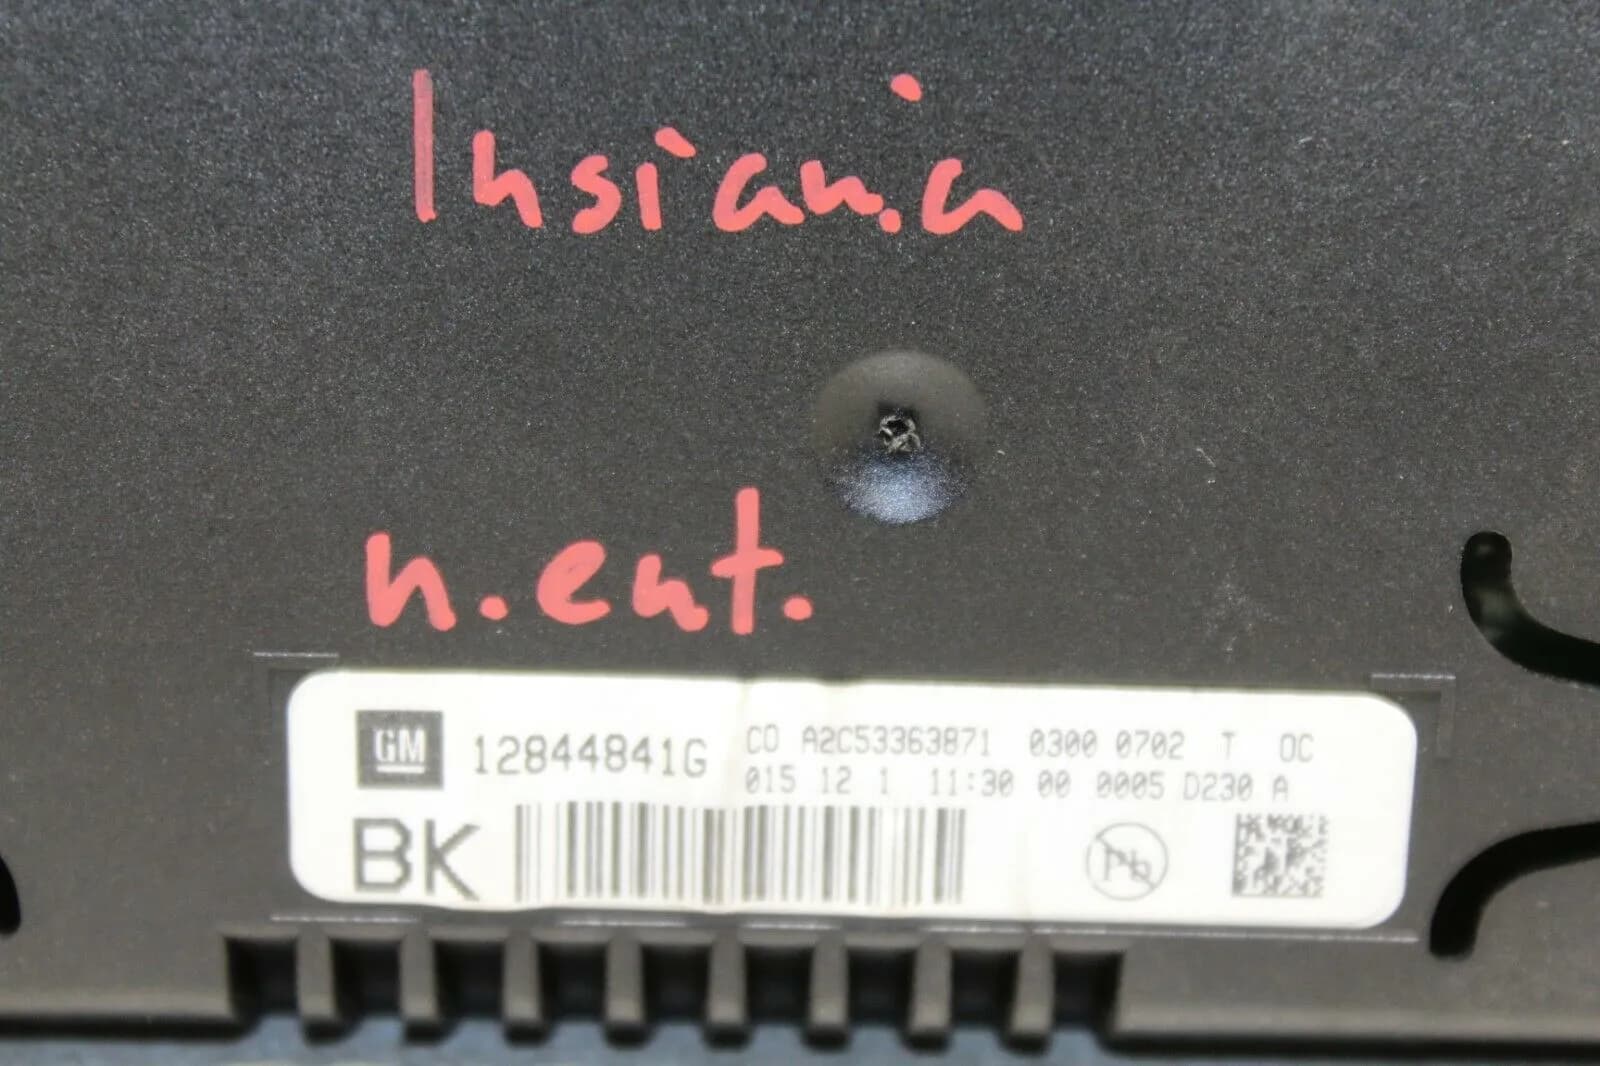 Insignia
n.ent.
GM 12844841G CO A2C53363871 0300 0702 T OC
015 12 1 11:30 00 0005 D230 A
BK Pb